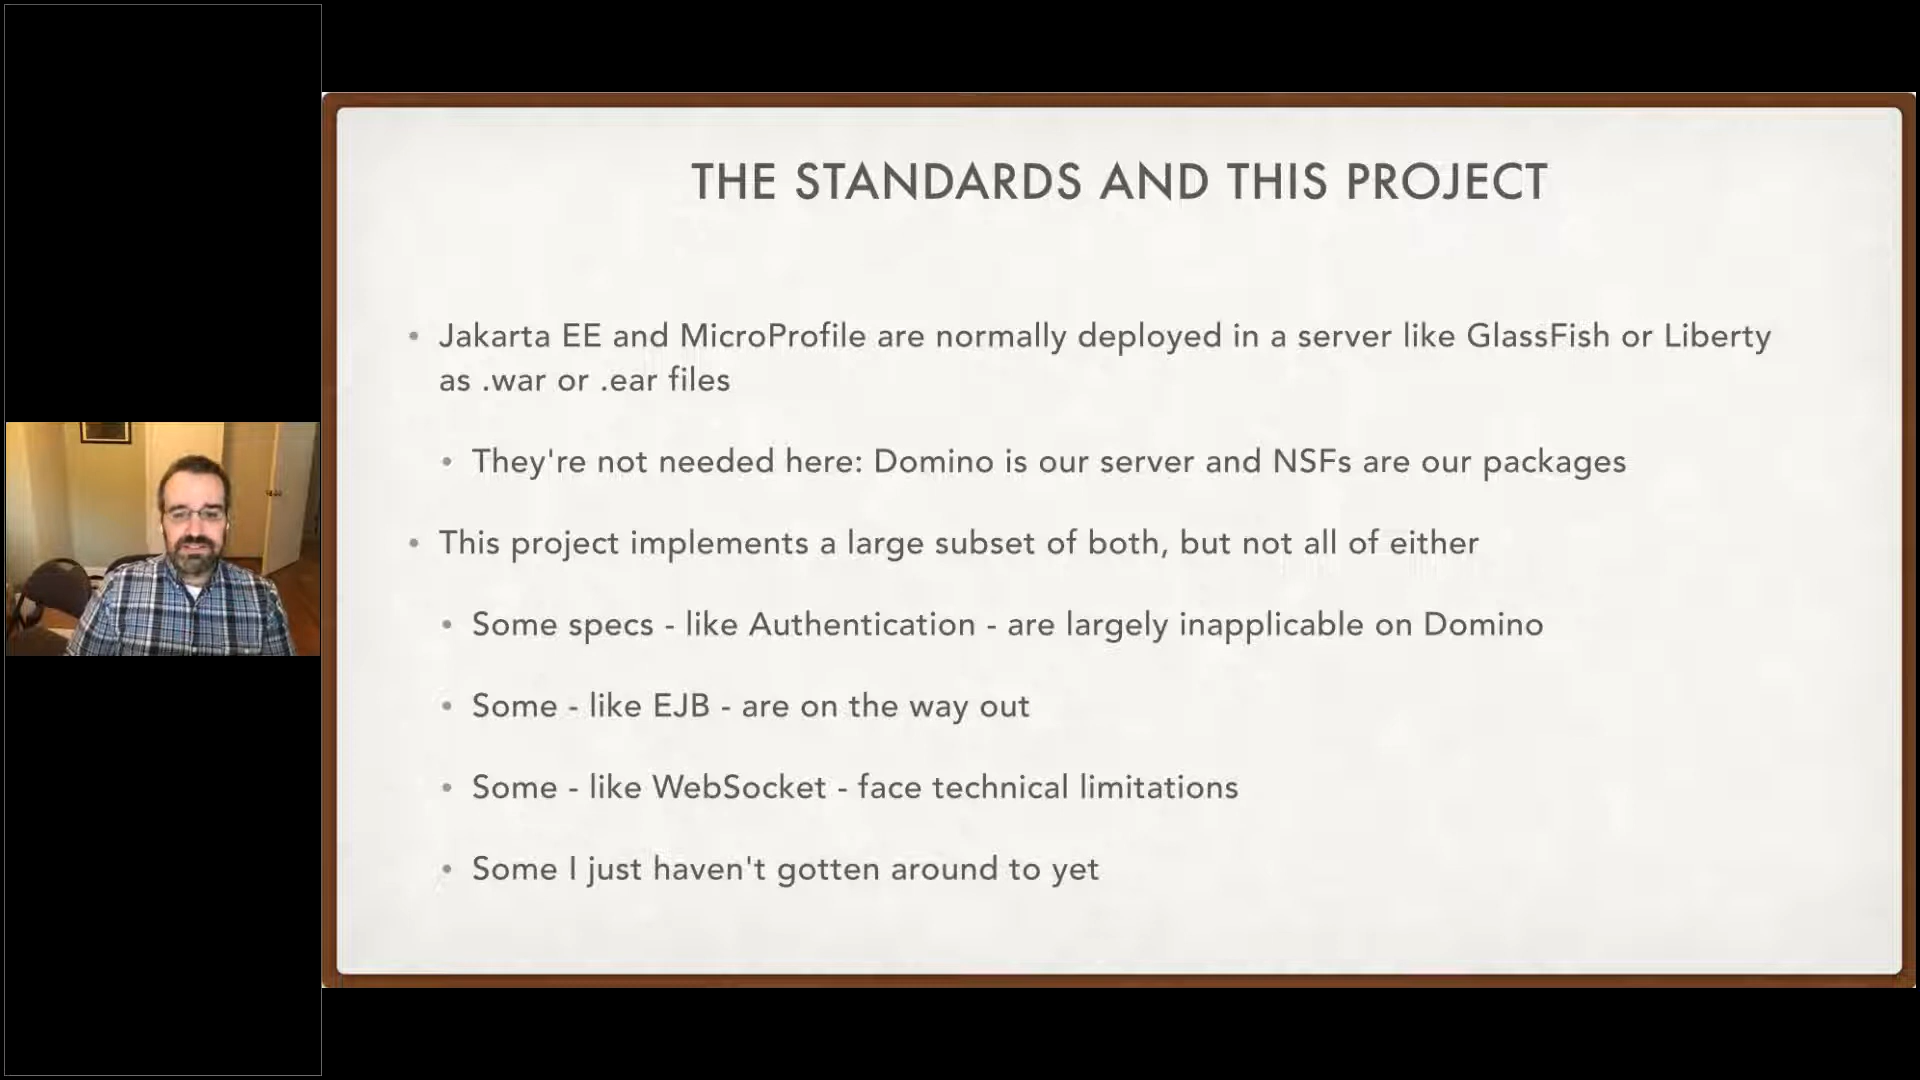 THE STANDARDS AND THIS PROJECT
• Jakarta EE and MicroProfile are normally deployed in a server like GlassFish or Liberty
as .war or .ear files
• They're not needed here: Domino is our server and NSFs are our packages
• This project implements a large subset of both, but not all of either
• Some specs - like Authentication - are largely inapplicable on Domino
• Some - like EJB - are on the way out
• Some - like WebSocket - face technical limitations
• Some I just haven't gotten around to yet